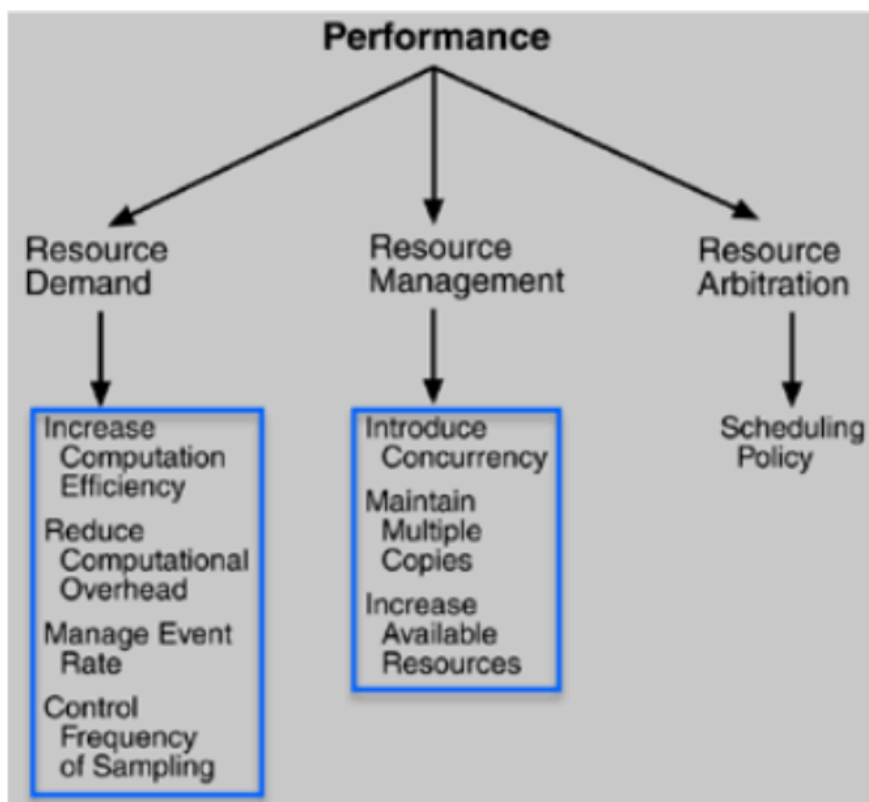 Performance
Resource
Demand
Resource
Management
Resource
Arbitration
Increase
Computation
Efficiency
Reduce
Computational
Overhead
Manage Event
Rate
Control
Frequency
of Sampling
Introduce
Concurrency
Maintain
Multiple
Copies
Increase
Available
Resources
Scheduling
Policy